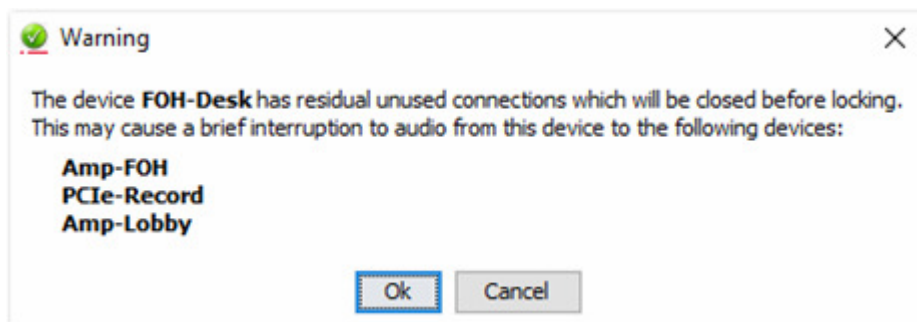 Warning
The device FOH-Desk has residual unused connections which will be closed before locking.
This may cause a brief interruption to audio from this device to the following devices:
Amp-FOH
PCIe-Record
Amp-Lobby
Ok Cancel